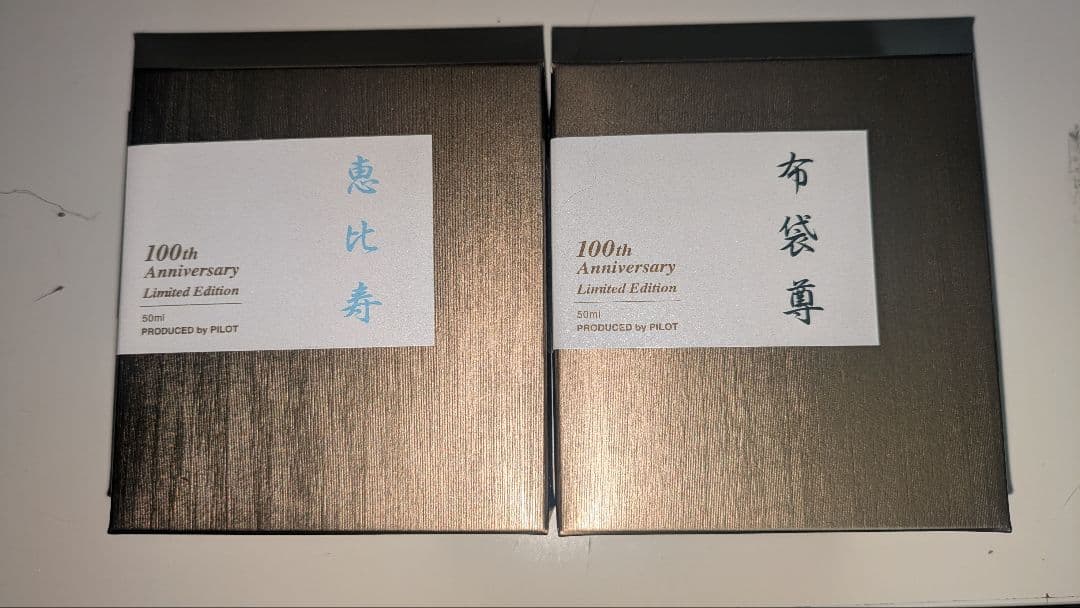 恵比寿
100th
Anniversary
Limited Edition
50ml
PRODUCED by PILOT
布袋尊
100th
Anniversary
Limited Edition
50ml
PRODUCED by PILOT